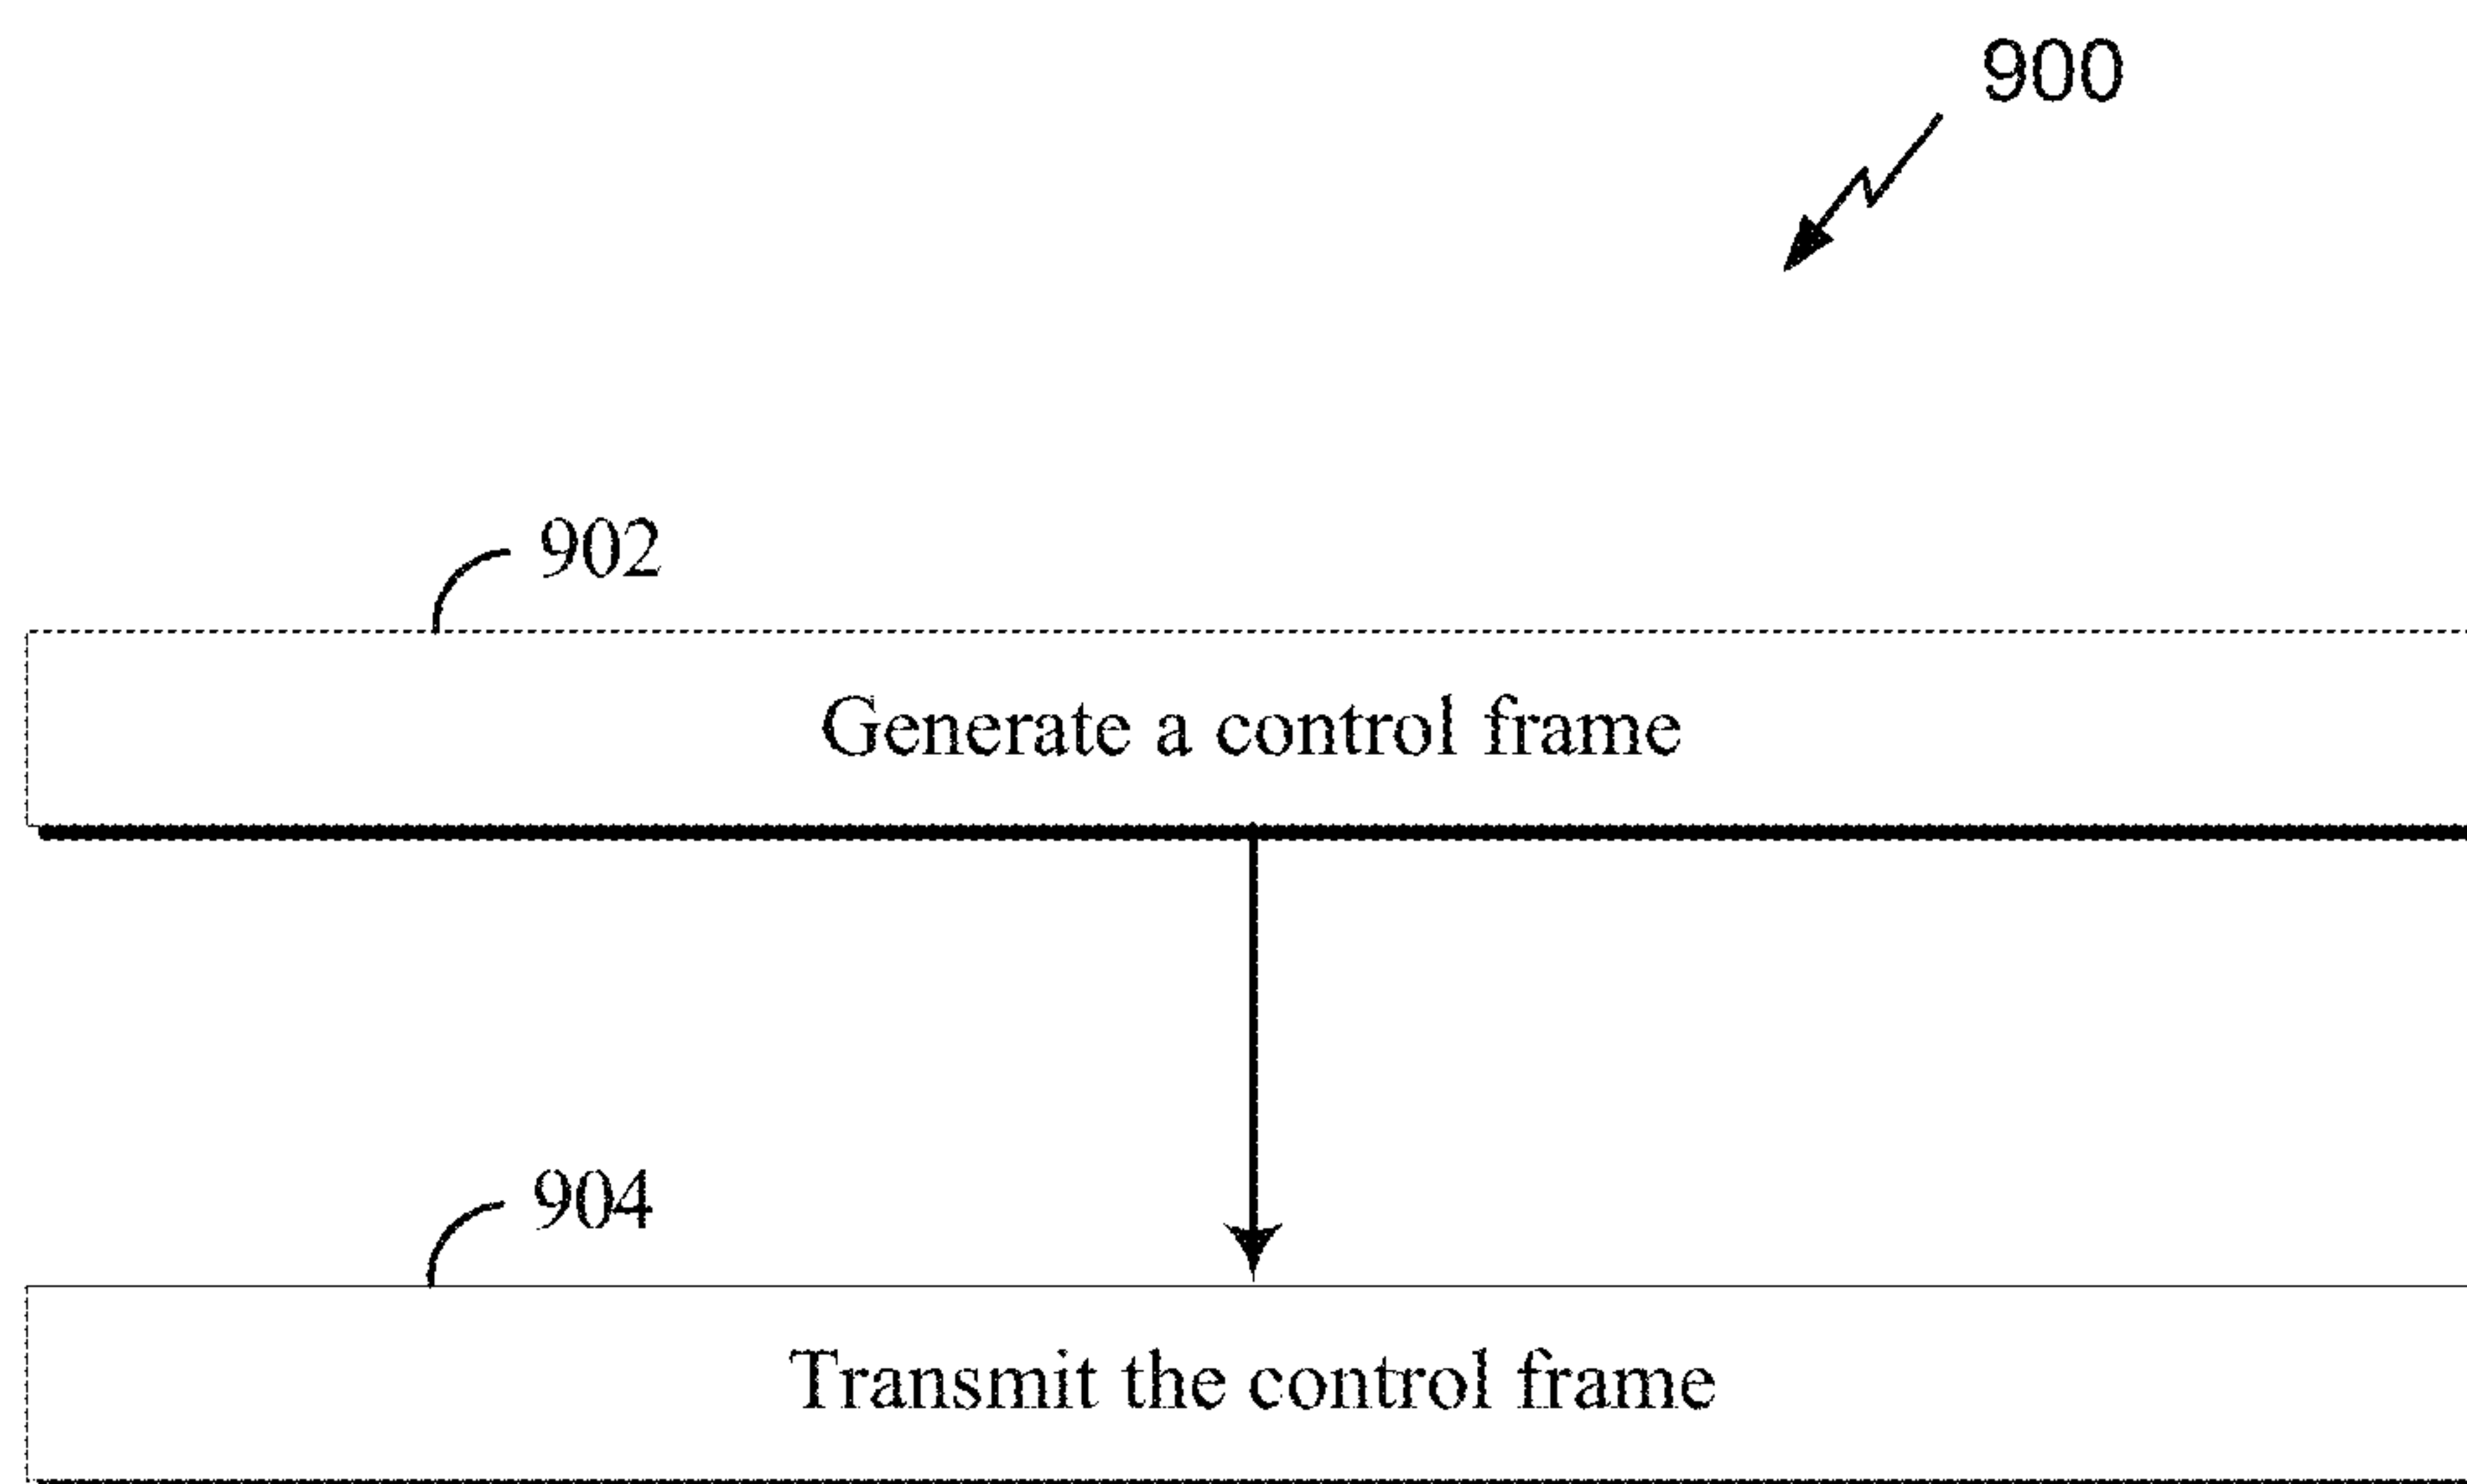 900
902
Generate a control frame
904
Transmit the control frame